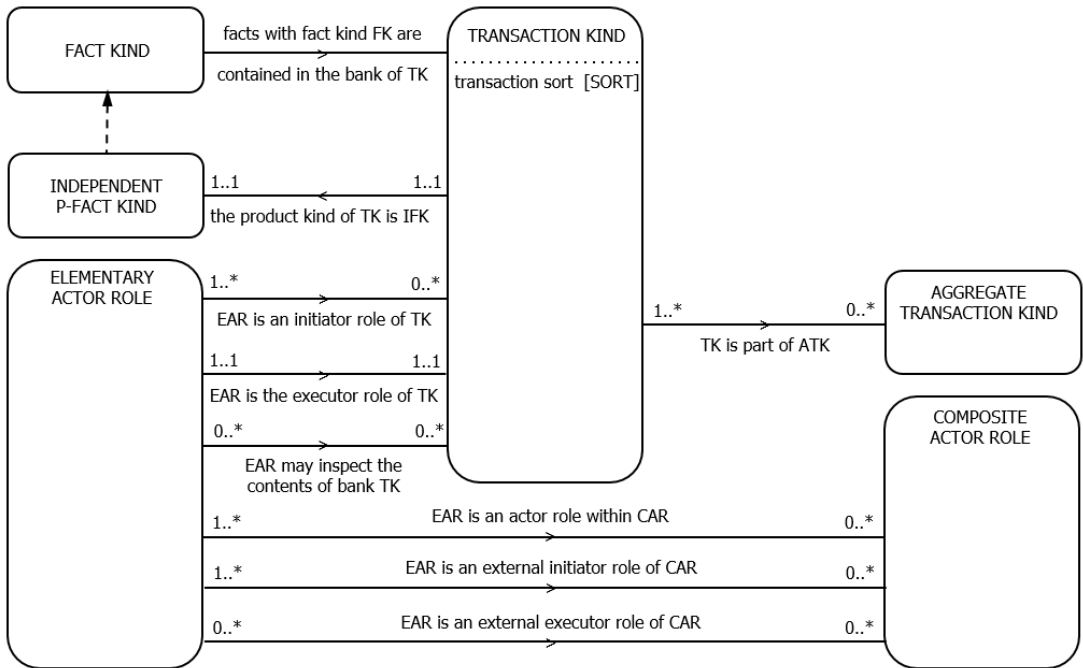 FACT KIND
facts with fact kind FK are
contained in the bank of TK
TRANSACTION KIND
transaction sort [SORT]
INDEPENDENT
P-FACT KIND
1..1 1..1
the product kind of TK is IFK
ELEMENTARY
ACTOR ROLE
1..* 0..*
EAR is an initiator role of TK
1..1 1..1
EAR is the executor role of TK
0..* 0..*
EAR may inspect the
contents of bank TK
1..* 0..*
TK is part of ATK
AGGREGATE
TRANSACTION KIND
COMPOSITE
ACTOR ROLE
1..* EAR is an actor role within CAR 0..*
1..* EAR is an external initiator role of CAR 0..*
0..* EAR is an external executor role of CAR 0..*